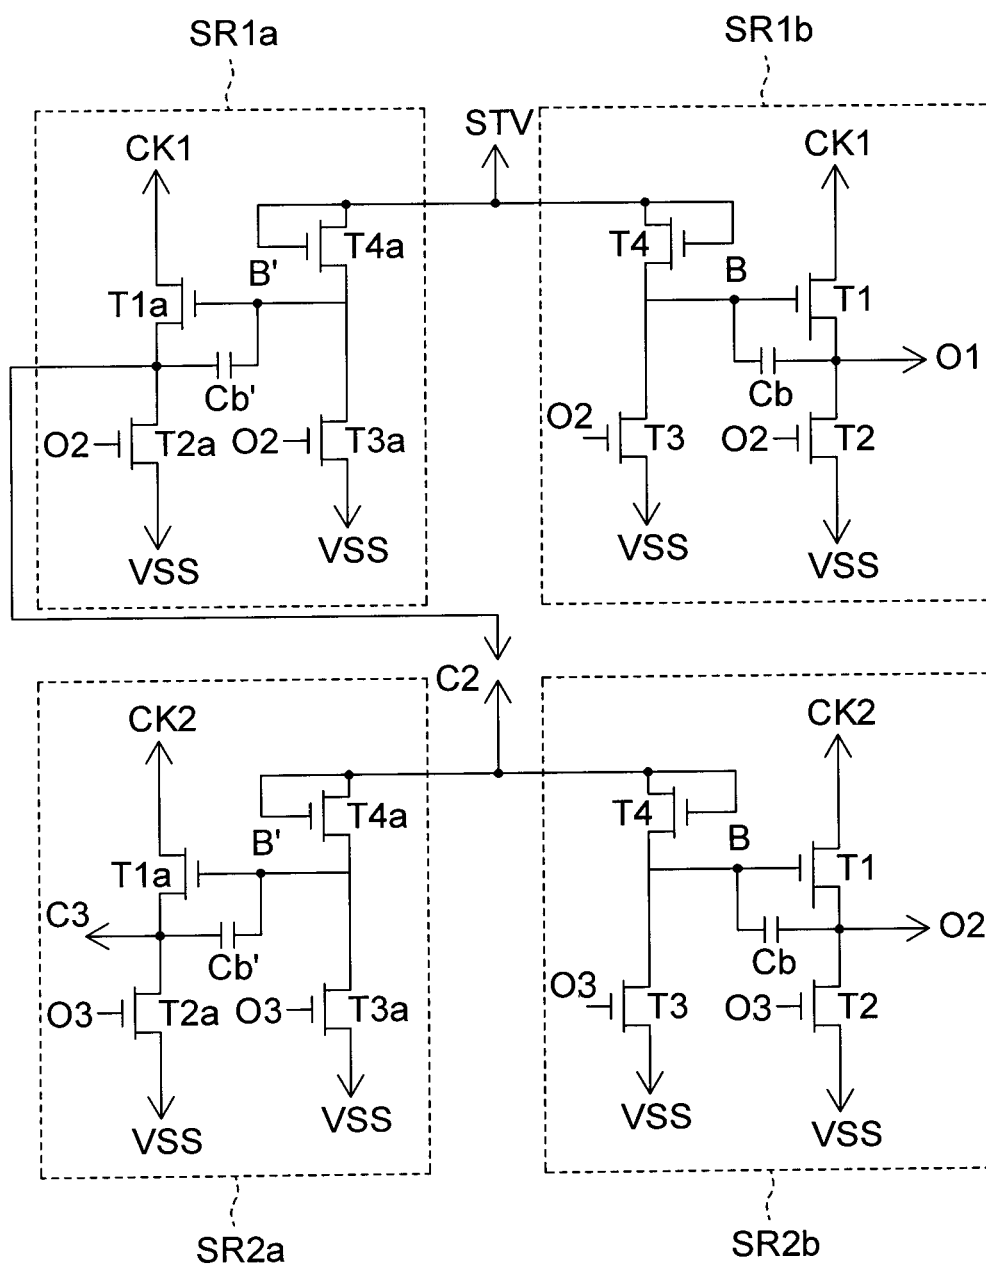 SR1a
SR1b
STV
CK1
CK1
T4a
T4
B'
B
T1a
T1
O1
Cb'
Cb
O2
T2a
O2
T3a
O2
T3
O2
T2
VSS
VSS
VSS
VSS
C2
CK2
CK2
T4a
T4
B'
B
T1a
T1
C3
O2
Cb'
Cb
O3
T2a
O3
T3a
O3
T3
O3
T2
VSS
VSS
VSS
VSS
SR2a
SR2b